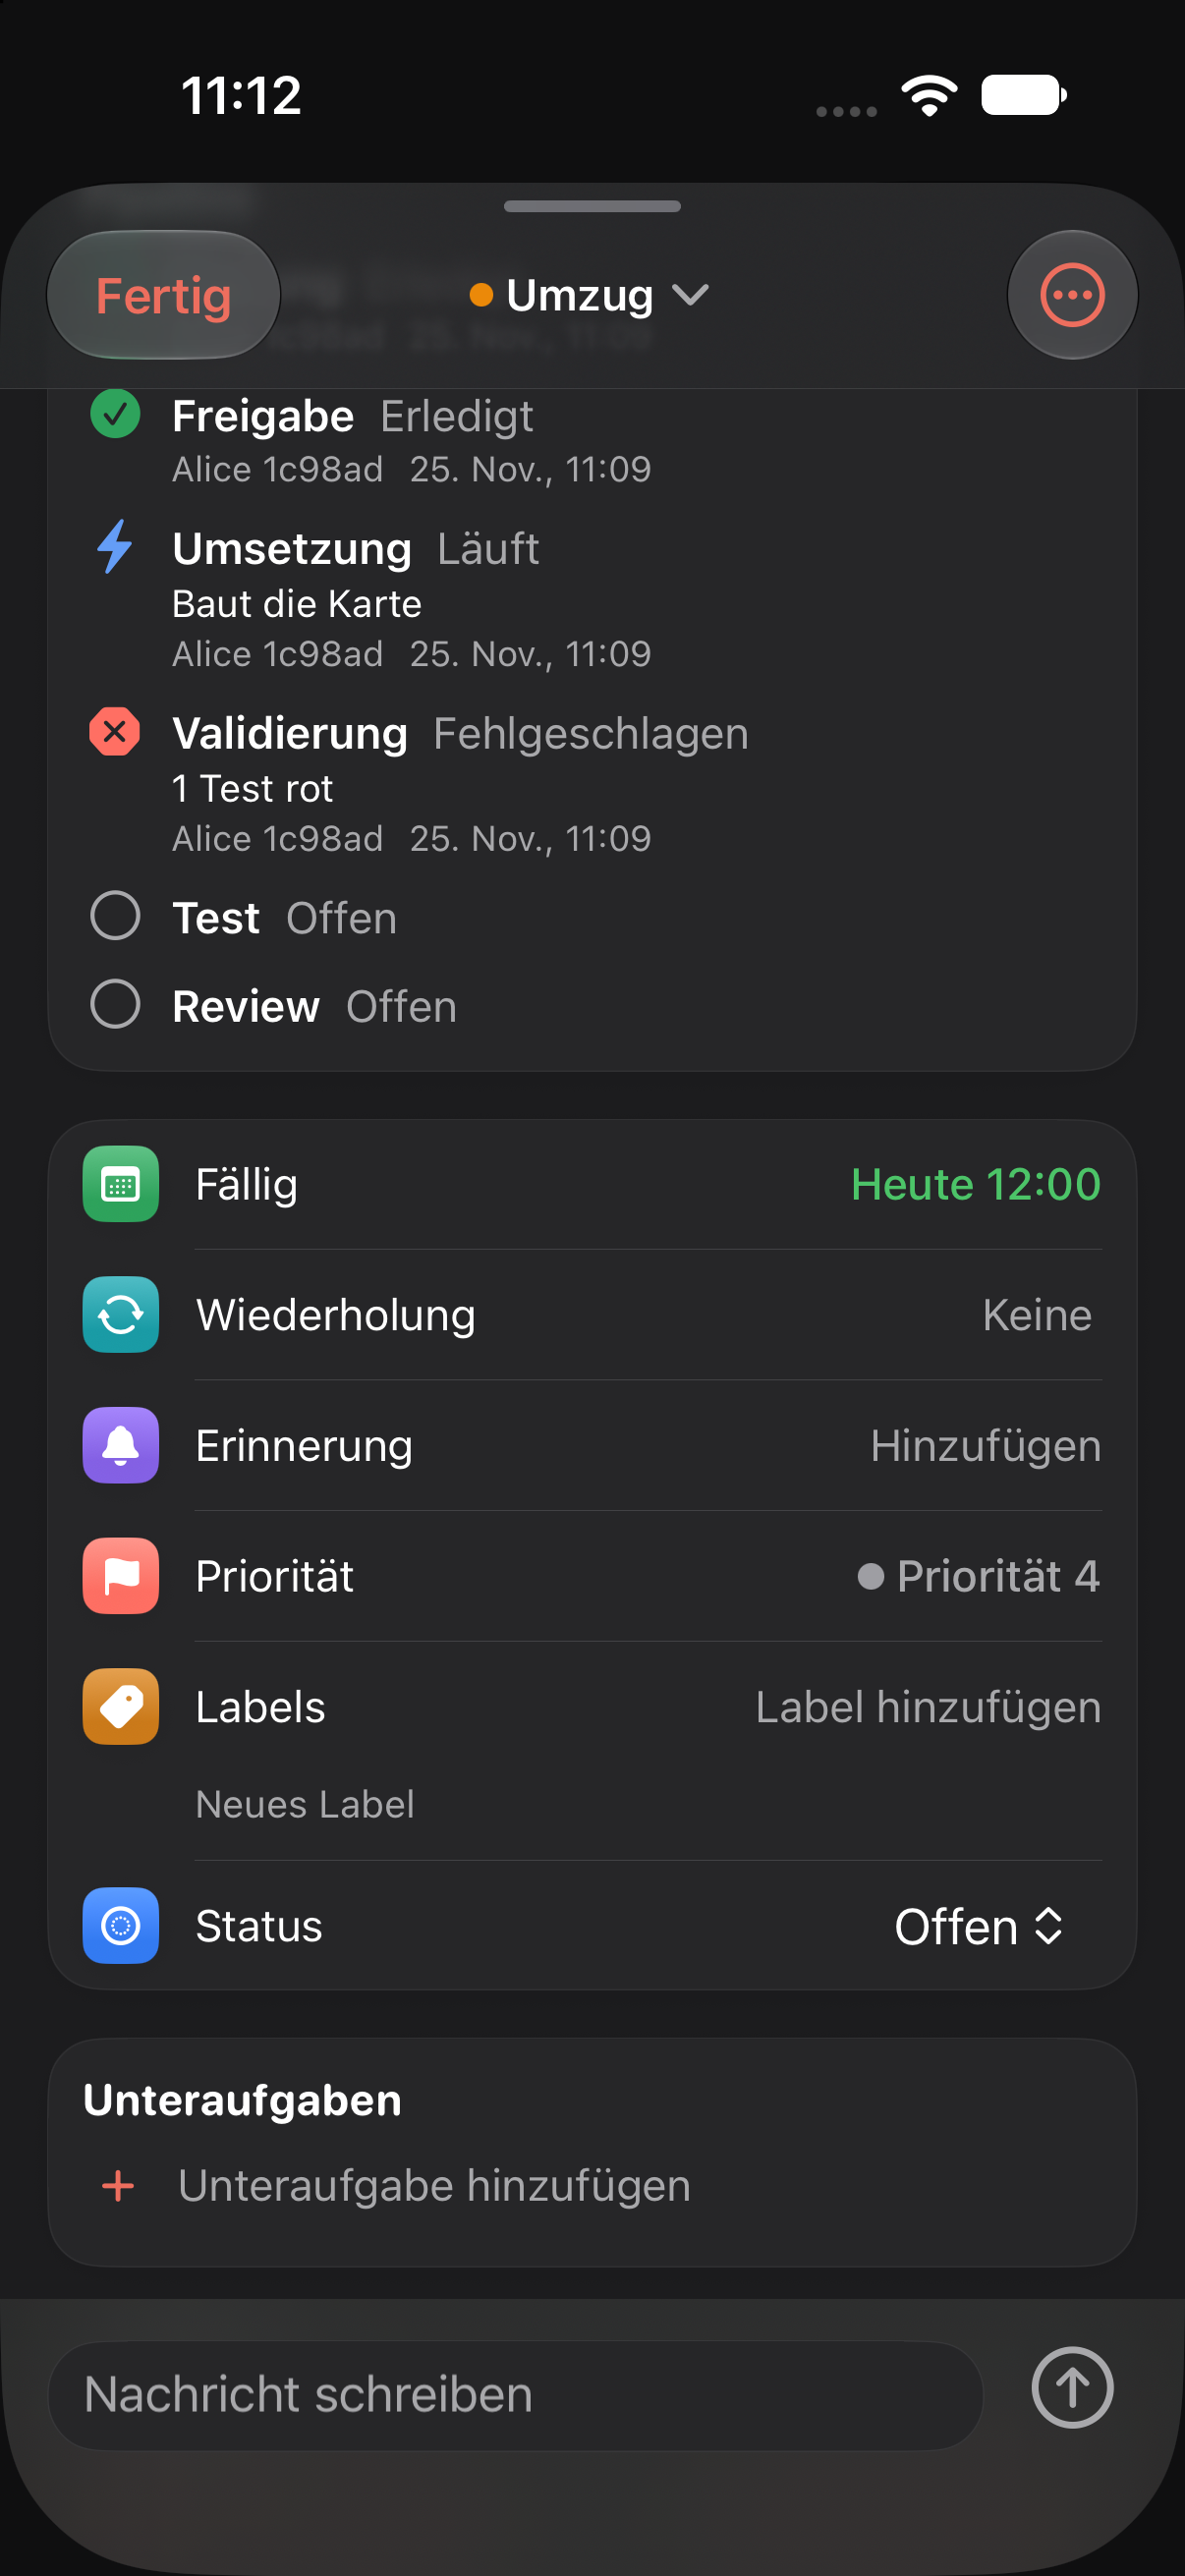 11:12
Fertig
Umzug
Freigabe Erledigt
Alice 1c98ad 25. Nov., 11:09
Umsetzung Läuft
Baut die Karte
Alice 1c98ad 25. Nov., 11:09
Validierung Fehlgeschlagen
1 Test rot
Alice 1c98ad 25. Nov., 11:09
Test Offen
Review Offen
Fällig Heute 12:00
Wiederholung Keine
Erinnerung Hinzufügen
Priorität Priorität 4
Labels Label hinzufügen
Neues Label
Status Offen
Unteraufgaben
Unteraufgabe hinzufügen
Nachricht schreiben